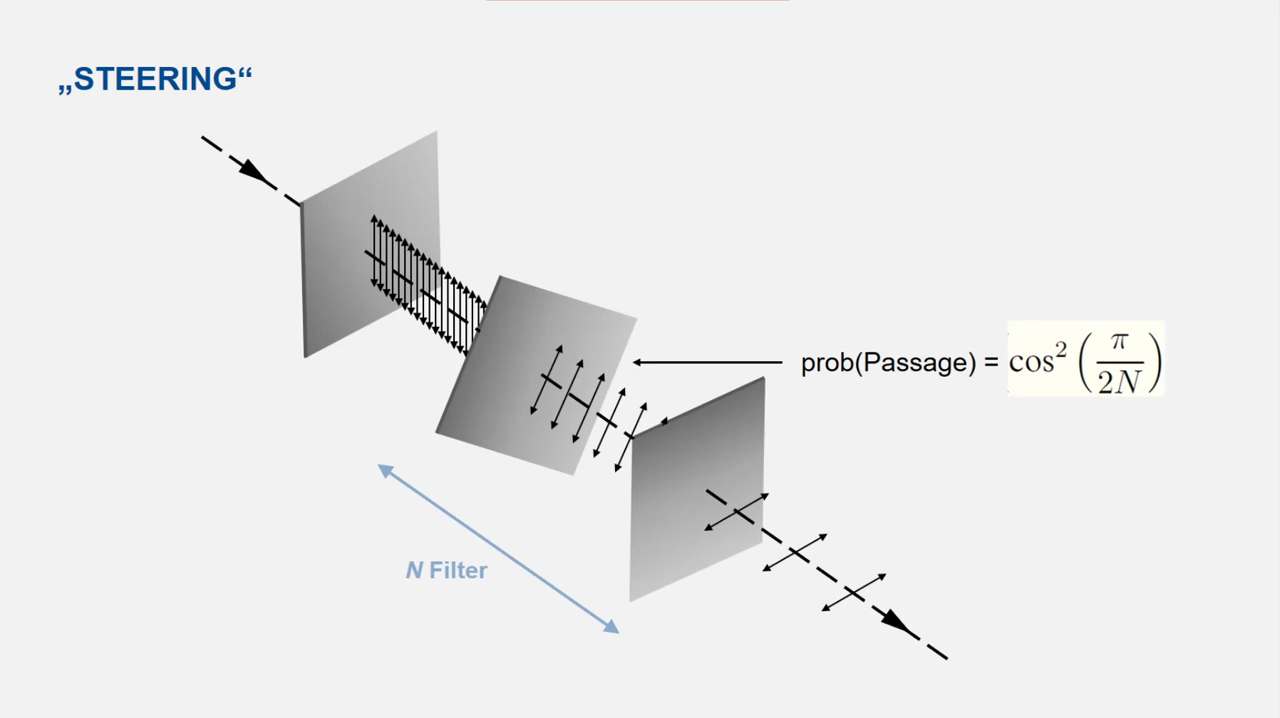 „STEERING“
prob(Passage) = cos² (π/2N)
N Filter